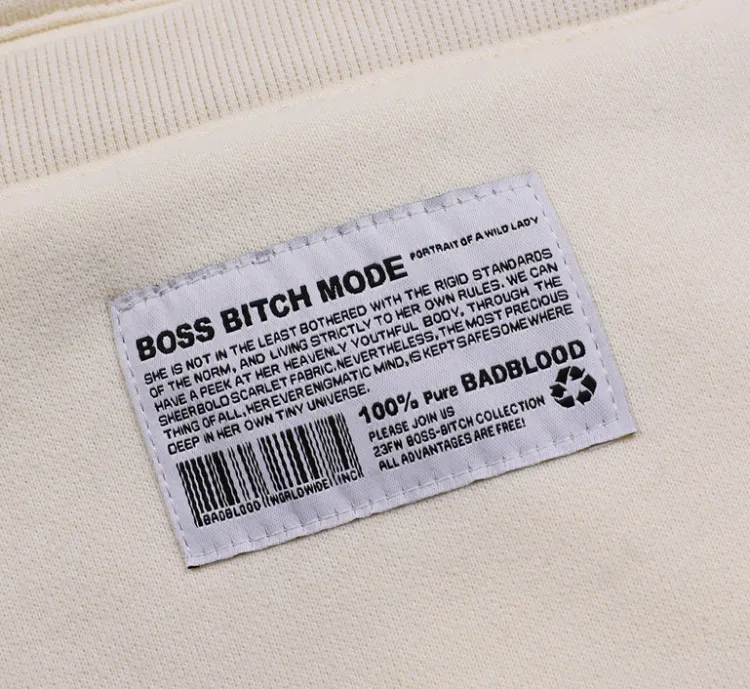 BOSS BITCH MODE PORTRAIT OF A WILD LADY
SHE IS NOT IN THE LEAST BOTHERED WITH THE RIGID STANDARDS
OF THE NORM, AND LIVING STRICTLY TO HER OWN RULES. WE CAN
HAVE A PEEK AT HER HEAVENLY YOUTHFUL BODY, THROUGH THE
SHEER BOLD SCARLET FABRIC. NEVERTHELESS, THE MOST PRECIOUS
THING OF ALL, HER EVER ENIGMATIC MIND, IS KEPT SAFE SOMEWHERE
DEEP IN HER OWN TINY UNIVERSE.
100% Pure BADBLOOD
PLEASE JOIN US
23FW BOSS-BITCH COLLECTION
ALL ADVANTAGES ARE FREE!
BADBLOOD WORLDWIDE INC